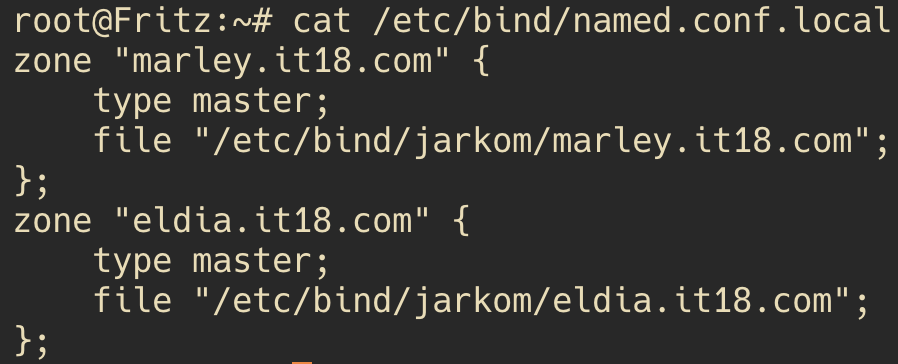 root@Fritz:~# cat /etc/bind/named.conf.local
zone "marley.it18.com" {
    type master;
    file "/etc/bind/jarkom/marley.it18.com";
};
zone "eldia.it18.com" {
    type master;
    file "/etc/bind/jarkom/eldia.it18.com";
};